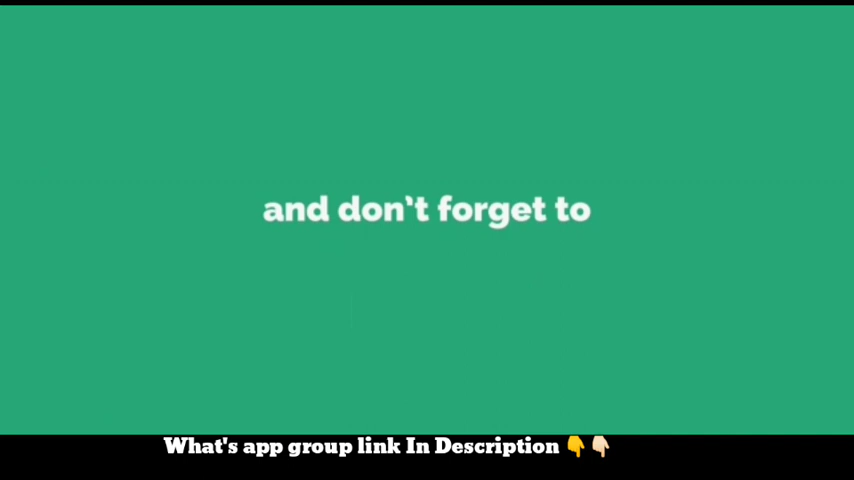 and don’t forget to
What's app group link In Description 👇👇🏻